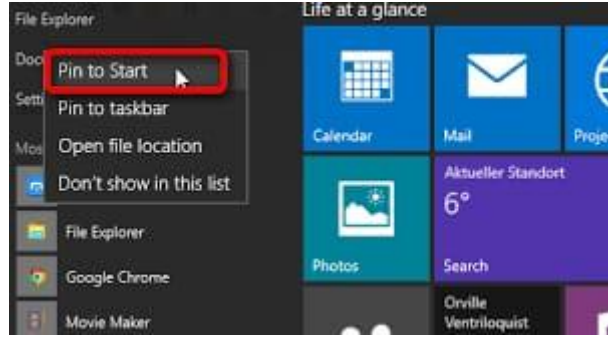 File Explorer
Life at a glance
Pin to Start
Pin to taskbar
Open file location
Don't show in this list
File Explorer
Google Chrome
Movie Maker
Calendar
Mail
Aktueller Standort
6°
Photos
Search
Orville
Ventriloquist